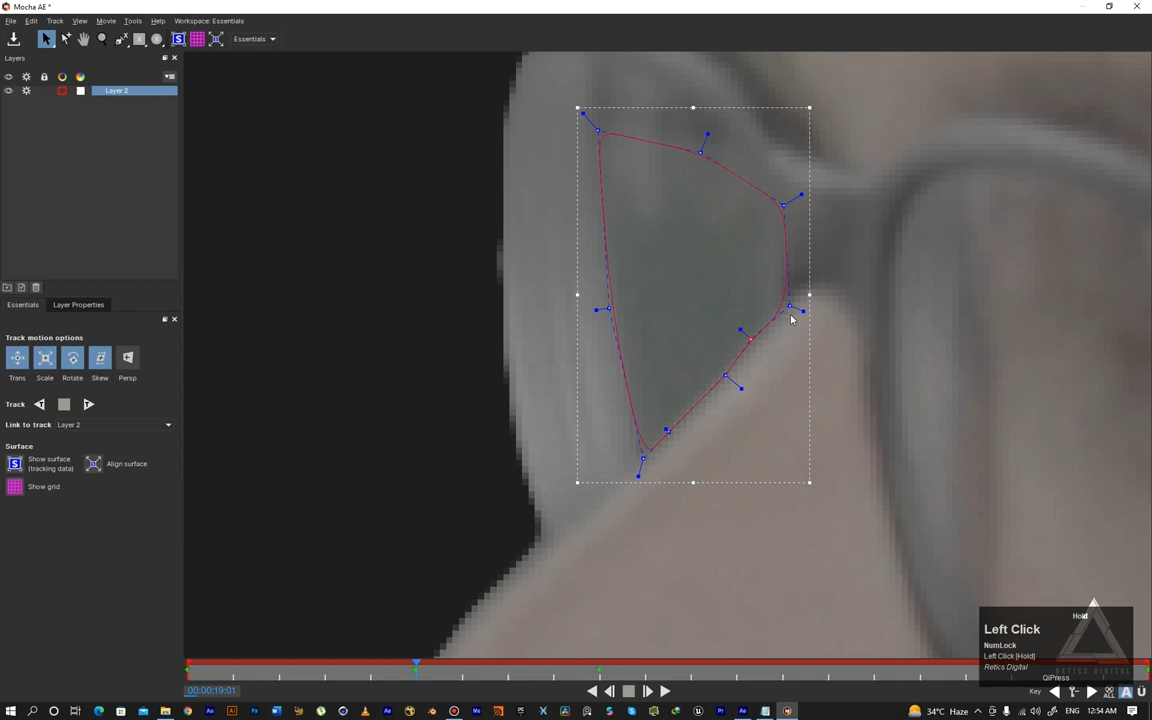 Mocha AE *
File Edit Track View Movie Tools Help Workspace: Essentials
Essentials
Layers
Layer 2
Essentials Layer Properties
Track motion options
Trans Scale Rotate Skew Persp
Track
Link to track Layer 2
Surface
Show surface
(tracking data)
Align surface
Show grid
Hold
Left Click
NumLock
Left Click [Hold]
Retics Digital
RETICS DIGITAL
QiPress
00:00:19:01
Key
34°C Haze
ENG 12:54 AM